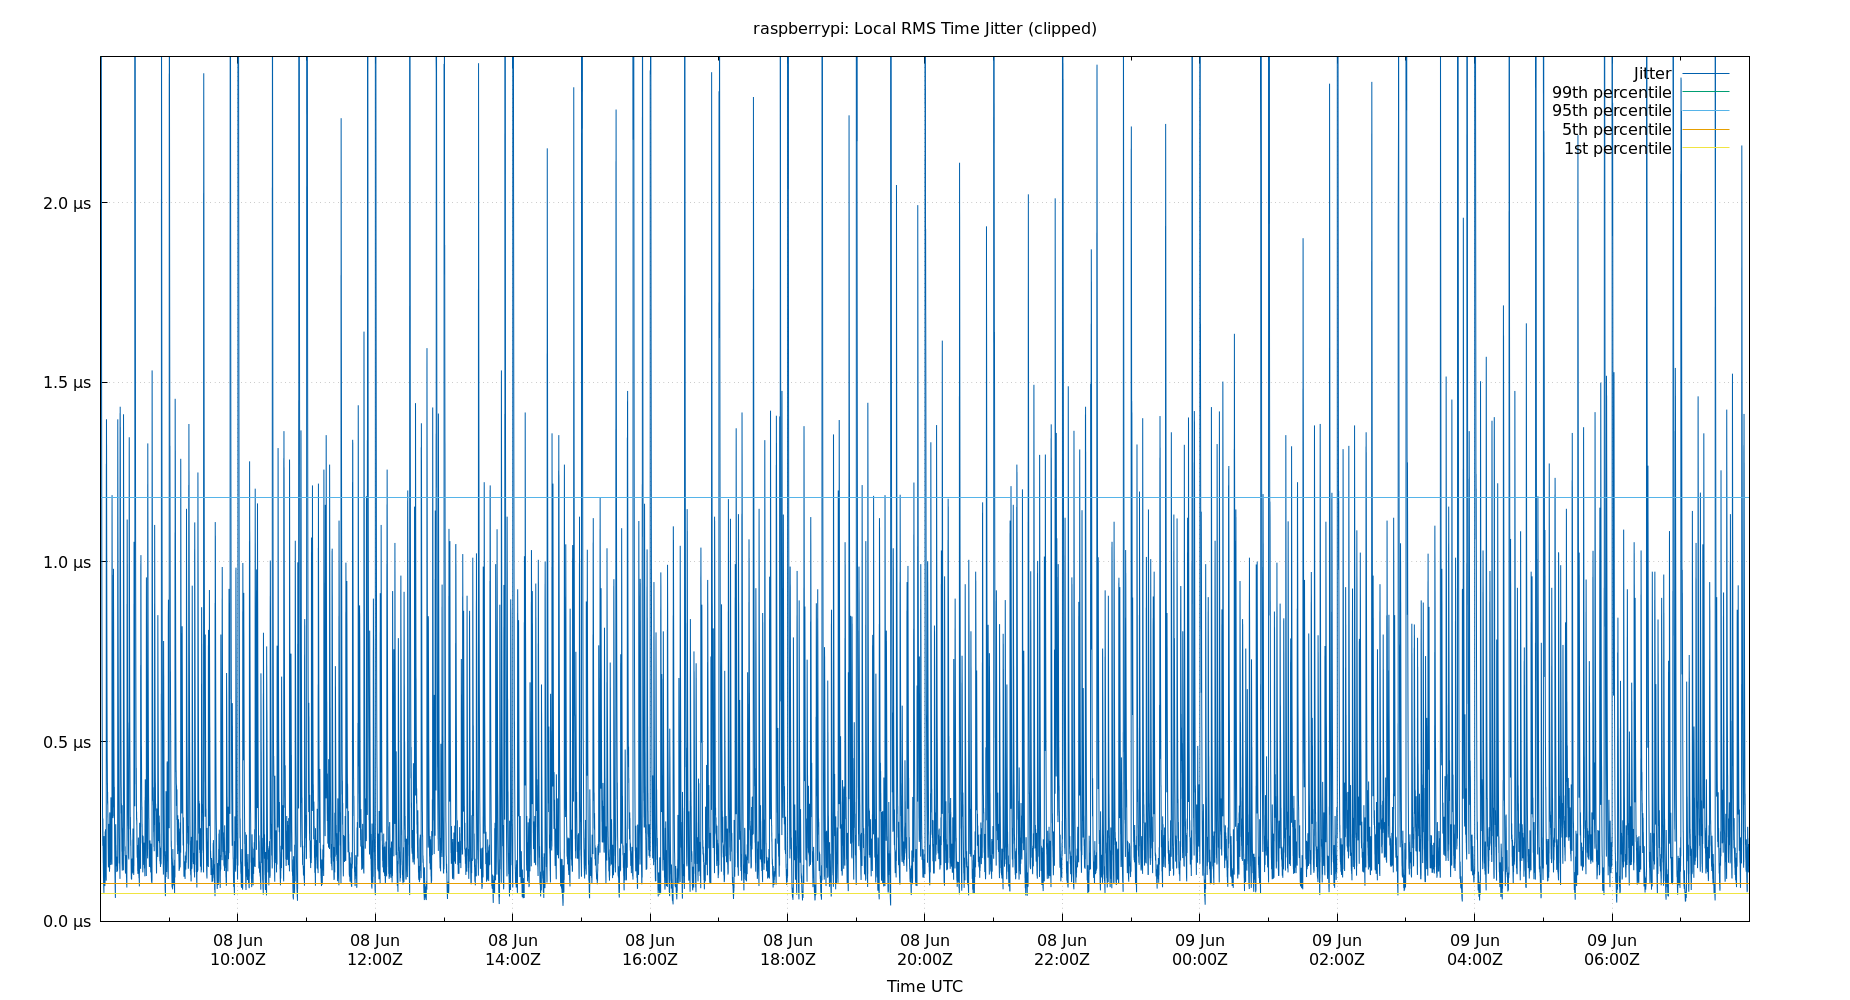 raspberrypi: Local RMS Time Jitter (clipped)
Jitter
99th percentile
95th percentile
5th percentile
1st percentile
2.0 µs
1.5 µs
1.0 µs
0.5 µs
0.0 µs
08 Jun 08 Jun 08 Jun 08 Jun 08 Jun 08 Jun 08 Jun 09 Jun 09 Jun 09 Jun 09 Jun
10:00Z 12:00Z 14:00Z 16:00Z 18:00Z 20:00Z 22:00Z 00:00Z 02:00Z 04:00Z 06:00Z
Time UTC